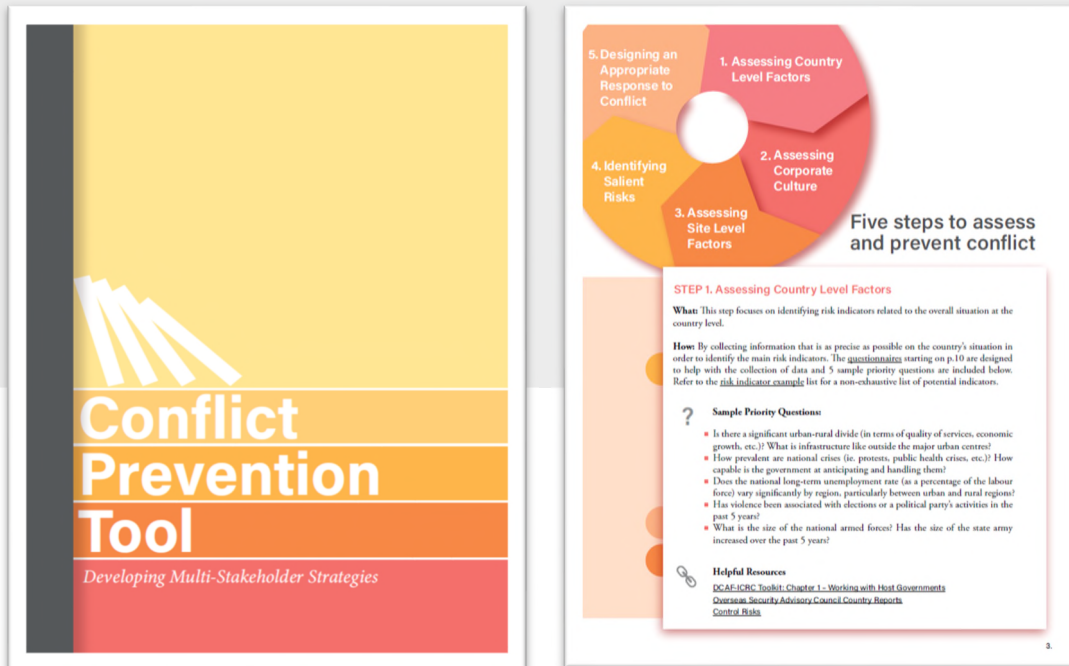 Conflict
Prevention
Tool
Developing Multi-Stakeholder Strategies
5. Designing an
Appropriate
Response to
Conflict
1. Assessing Country
Level Factors
2. Assessing
Corporate
Culture
4. Identifying
Salient
Risks
3. Assessing
Site Level
Factors
Five steps to assess
and prevent conflict
STEP 1. Assessing Country Level Factors
What: This step focuses on identifying risk indicators related to the overall situation at the
country level.
How: By collecting information that is as precise as possible on the country's situation in
order to identify the main risk indicators. The questionnaires starting on p.10 are designed
to help with the collection of data and 5 sample priority questions are included below.
Refer to the risk indicator example list for a non-exhaustive list of potential indicators.
?
Sample Priority Questions:
Is there a significant urban-rural divide (in terms of quality of services, economic
growth, etc.)? What is infrastructure like outside the major urban centres?
How prevalent are national crises (ie. protests, public health crises, etc.)? How
capable is the government at anticipating and handling them?
Does the national long-term unemployment rate (as a percentage of the labour
force) vary significantly by region, particularly between urban and rural regions?
Has violence been associated with elections or a political party's activities in the
past 5 years?
What is the size of the national armed forces? Has the size of the state army
increased over the past 5 years?
Helpful Resources
DCAF-ICRC Toolkit: Chapter 1 - Working with Host Governments
Overseas Security Advisory Council Country Reports
Control Risks
3.